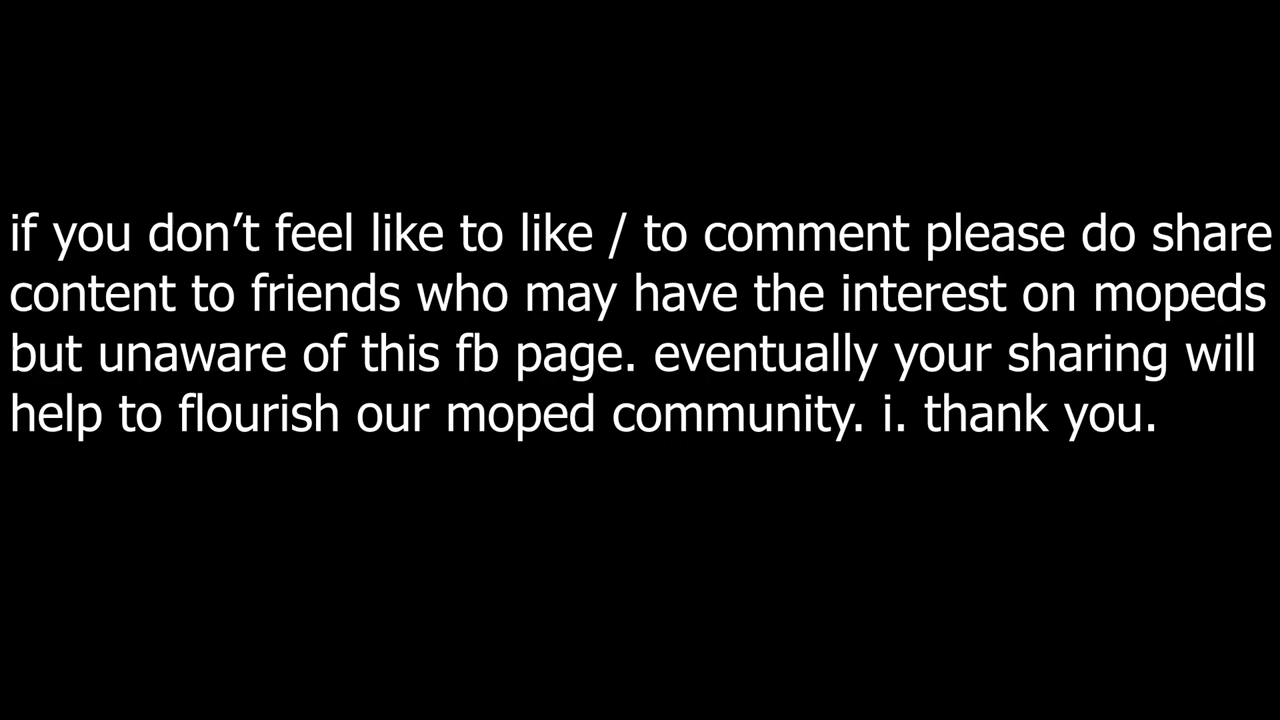 if you don’t feel like to like / to comment please do share
content to friends who may have the interest on mopeds
but unaware of this fb page. eventually your sharing will
help to flourish our moped community. i. thank you.